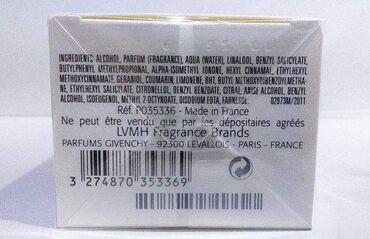 INGREDIENTS: ALCOHOL, PARFUM (FRAGRANCE), AQUA (WATER), LINALOOL, BENZYL SALICYLATE,
BUTYLPHENYL METHYLPROPIONAL, ALPHA-ISOMETHYL IONONE, HEXYL CINNAMAL, ETHYLHEXYL
METHOXYCINNAMATE, GERANIOL, COUMARIN, LIMONENE, BHT, BUTYL METHOXYDIBENZOYLMETHA-
NE, ETHYLHEXYL SALICYLATE, CITRONELLOL, BENZYL BENZOATE, CITRAL, ANISE ALCOHOL, BENZYL
ALCOHOL, ISOEUGENOL, METHYL 2-OCTYNOATE, DISODIUM EDTA, FARNESOL. 02973M/2011
Réf. P035336 - Made in France
Ne peut être vendu que par les dépositaires agréés
LVMH Fragrance Brands
PARFUMS GIVENCHY - 92300 LEVALLOIS - PARIS - FRANCE
3 274870 353369